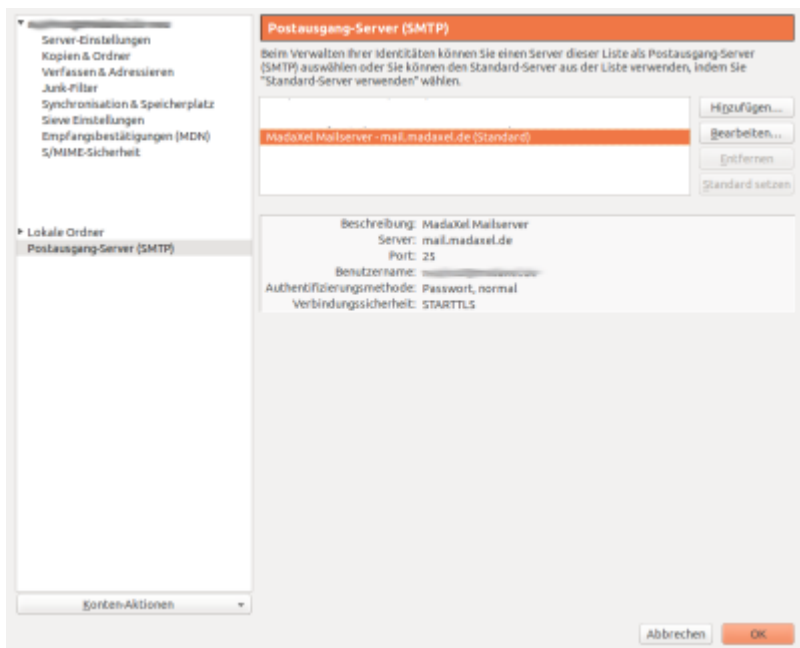 Server-Einstellungen
Kopien & Ordner
Verfassen & Adressieren
Junk-Filter
Synchronisation & Speicherplatz
Sieve Einstellungen
Empfangsbestätigungen (MDN)
S/MIME-Sicherheit
Lokale Ordner
Postausgang-Server (SMTP)
Konten-Aktionen
Postausgang-Server (SMTP)
Beim Verwalten Ihrer Identitäten können Sie einen Server dieser Liste als Postausgang-Server
(SMTP) auswählen oder Sie können den Standard-Server aus der Liste verwenden, indem Sie
"Standard-Server verwenden" wählen.
MadaXel Mailserver - mail.madaxel.de (Standard)
Hinzufügen...
Bearbeiten...
Entfernen
Standard setzen
Beschreibung: MadaXel Mailserver
Server: mail.madaxel.de
Port: 25
Benutzername:
Authentifizierungsmethode: Passwort, normal
Verbindungssicherheit: STARTTLS
Abbrechen
OK